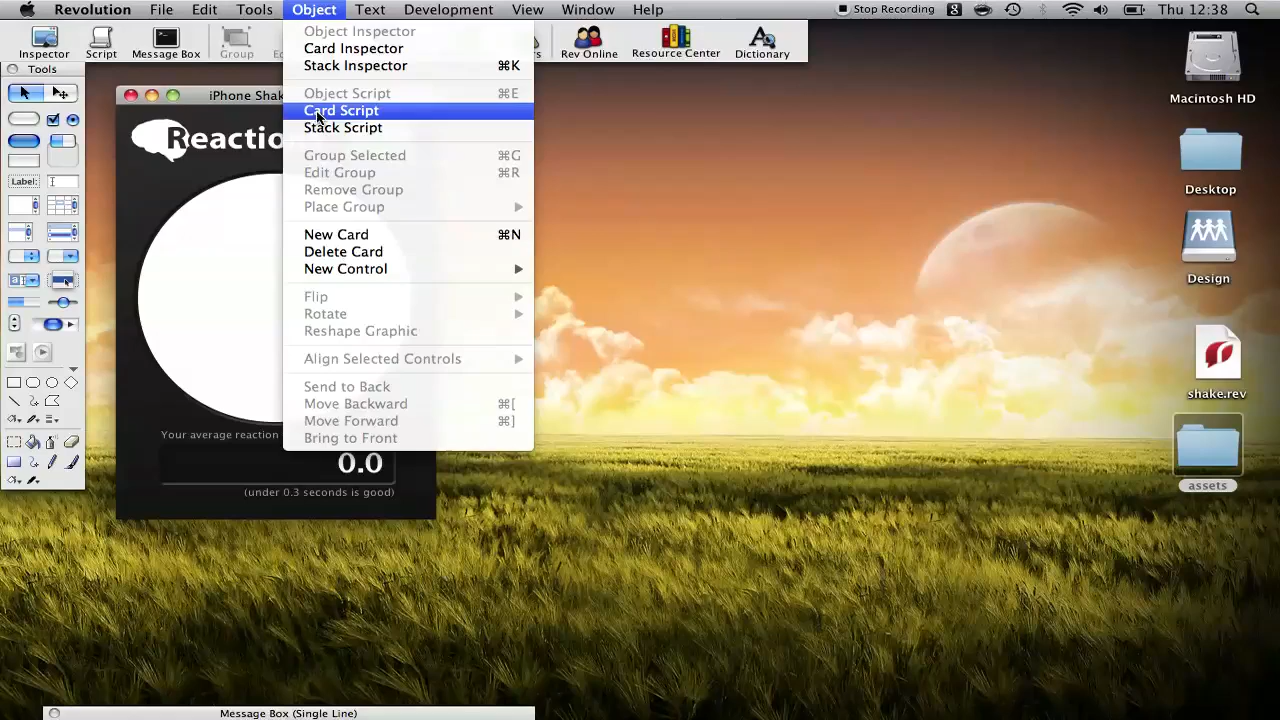 Revolution File Edit Tools Object Text Development View Window Help Stop Recording Thu 12:38
Inspector Script Message Box Group Rev Online Resource Center Dictionary
Tools
Label:
iPhone Shak
Reactio
Object Inspector
Card Inspector
Stack Inspector ⌘K
Object Script ⌘E
Card Script
Stack Script
Group Selected ⌘G
Edit Group ⌘R
Remove Group
Place Group
New Card ⌘N
Delete Card
New Control
Flip
Rotate
Reshape Graphic
Align Selected Controls
Send to Back
Move Backward ⌘[
Move Forward ⌘]
Bring to Front
Your average reaction
0.0
(under 0.3 seconds is good)
Macintosh HD
Desktop
Design
shake.rev
assets
Message Box (Single Line)